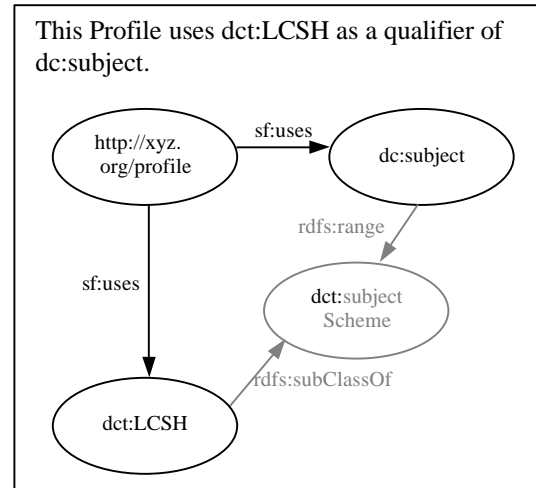 This Profile uses dct:LCSH as a qualifier of
dc:subject.
http://xyz.
org/profile
sf:uses
dc:subject
rdfs:range
sf:uses
dct:subject
Scheme
rdfs:subClassOf
dct:LCSH